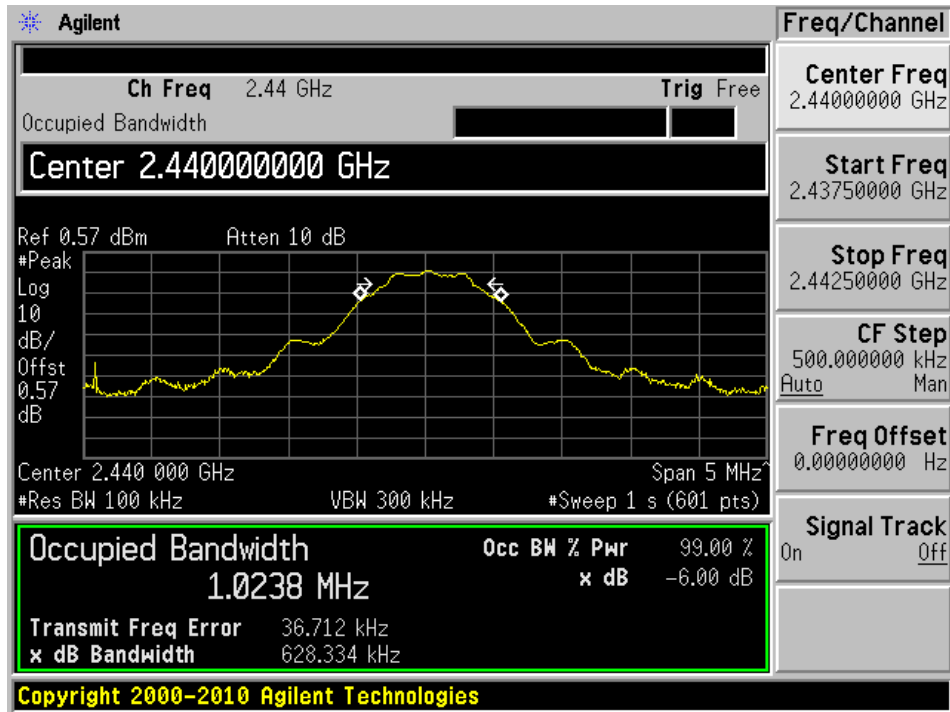 Agilent
Ch Freq 2.44 GHz Trig Free
Occupied Bandwidth
Center 2.440000000 GHz
Ref 0.57 dBm Atten 10 dB
#Peak
Log
10
dB/
Offst
0.57
dB
Center 2.440 000 GHz Span 5 MHz^
#Res BW 100 kHz VBW 300 kHz #Sweep 1 s (601 pts)
Occupied Bandwidth Occ BW % Pwr 99.00 %
1.0238 MHz x dB -6.00 dB
Transmit Freq Error 36.712 kHz
x dB Bandwidth 628.334 kHz
Copyright 2000-2010 Agilent Technologies
Freq/Channel
Center Freq
2.44000000 GHz
Start Freq
2.43750000 GHz
Stop Freq
2.44250000 GHz
CF Step
500.000000 kHz
Auto Man
Freq Offset
0.00000000 Hz
Signal Track
On Off